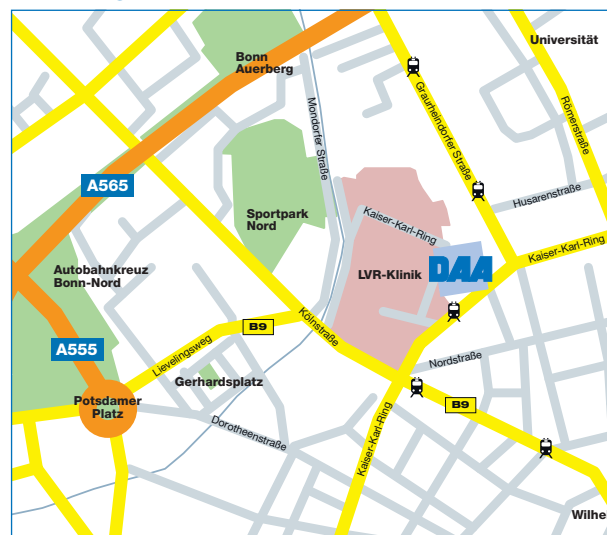 Bonn
Auerberg
Universität
Mondorfer Straße
Graurheindorfer Straße
Römerstraße
A565
Sportpark
Nord
Kaiser-Karl-Ring
Husarenstraße
Kaiser-Karl-Ring
Autobahnkreuz
Bonn-Nord
LVR-Klinik
DAA
Kölnstraße
B9
A555
Lievelingsweg
Nordstraße
Gerhardsplatz
Potsdamer
Platz
B9
Dorotheenstraße
Kaiser-Karl-Ring
Wilhe